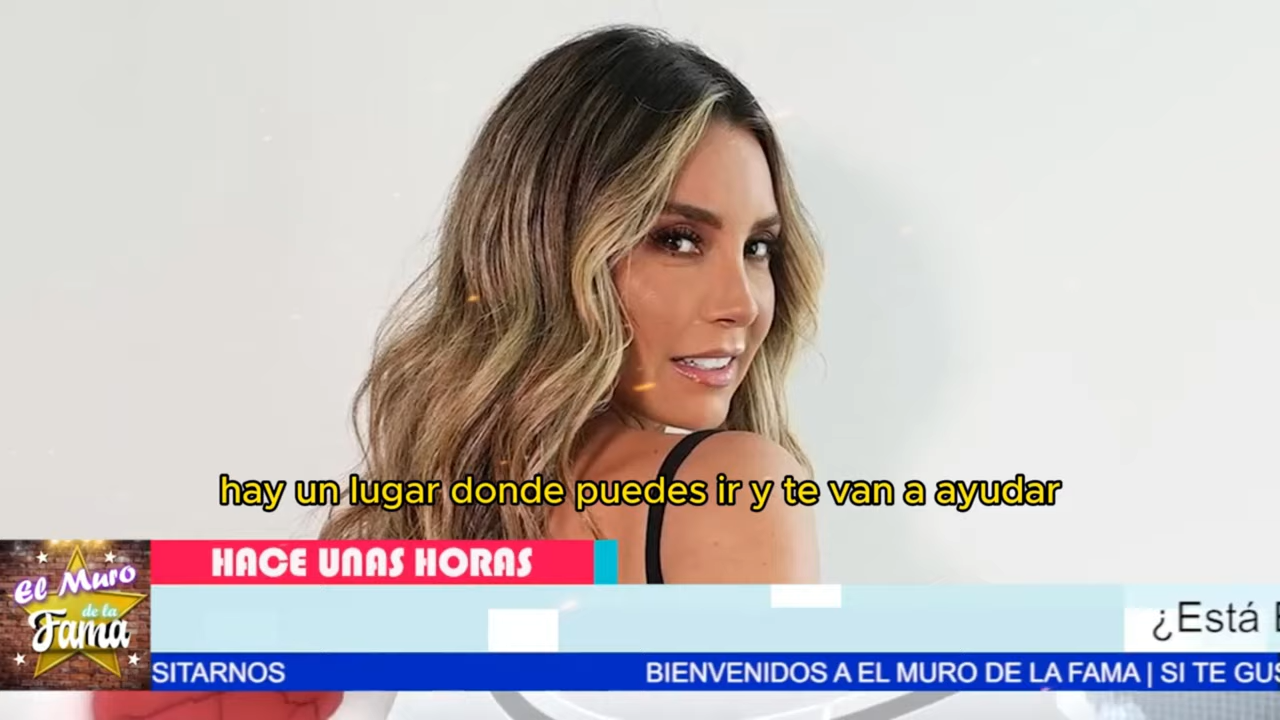 hay un lugar donde puedes ir y te van a ayudar
HACE UNAS HORAS
El Muro
de la
Fama
¿Está
SITARNOS BIENVENIDOS A EL MURO DE LA FAMA | SI TE